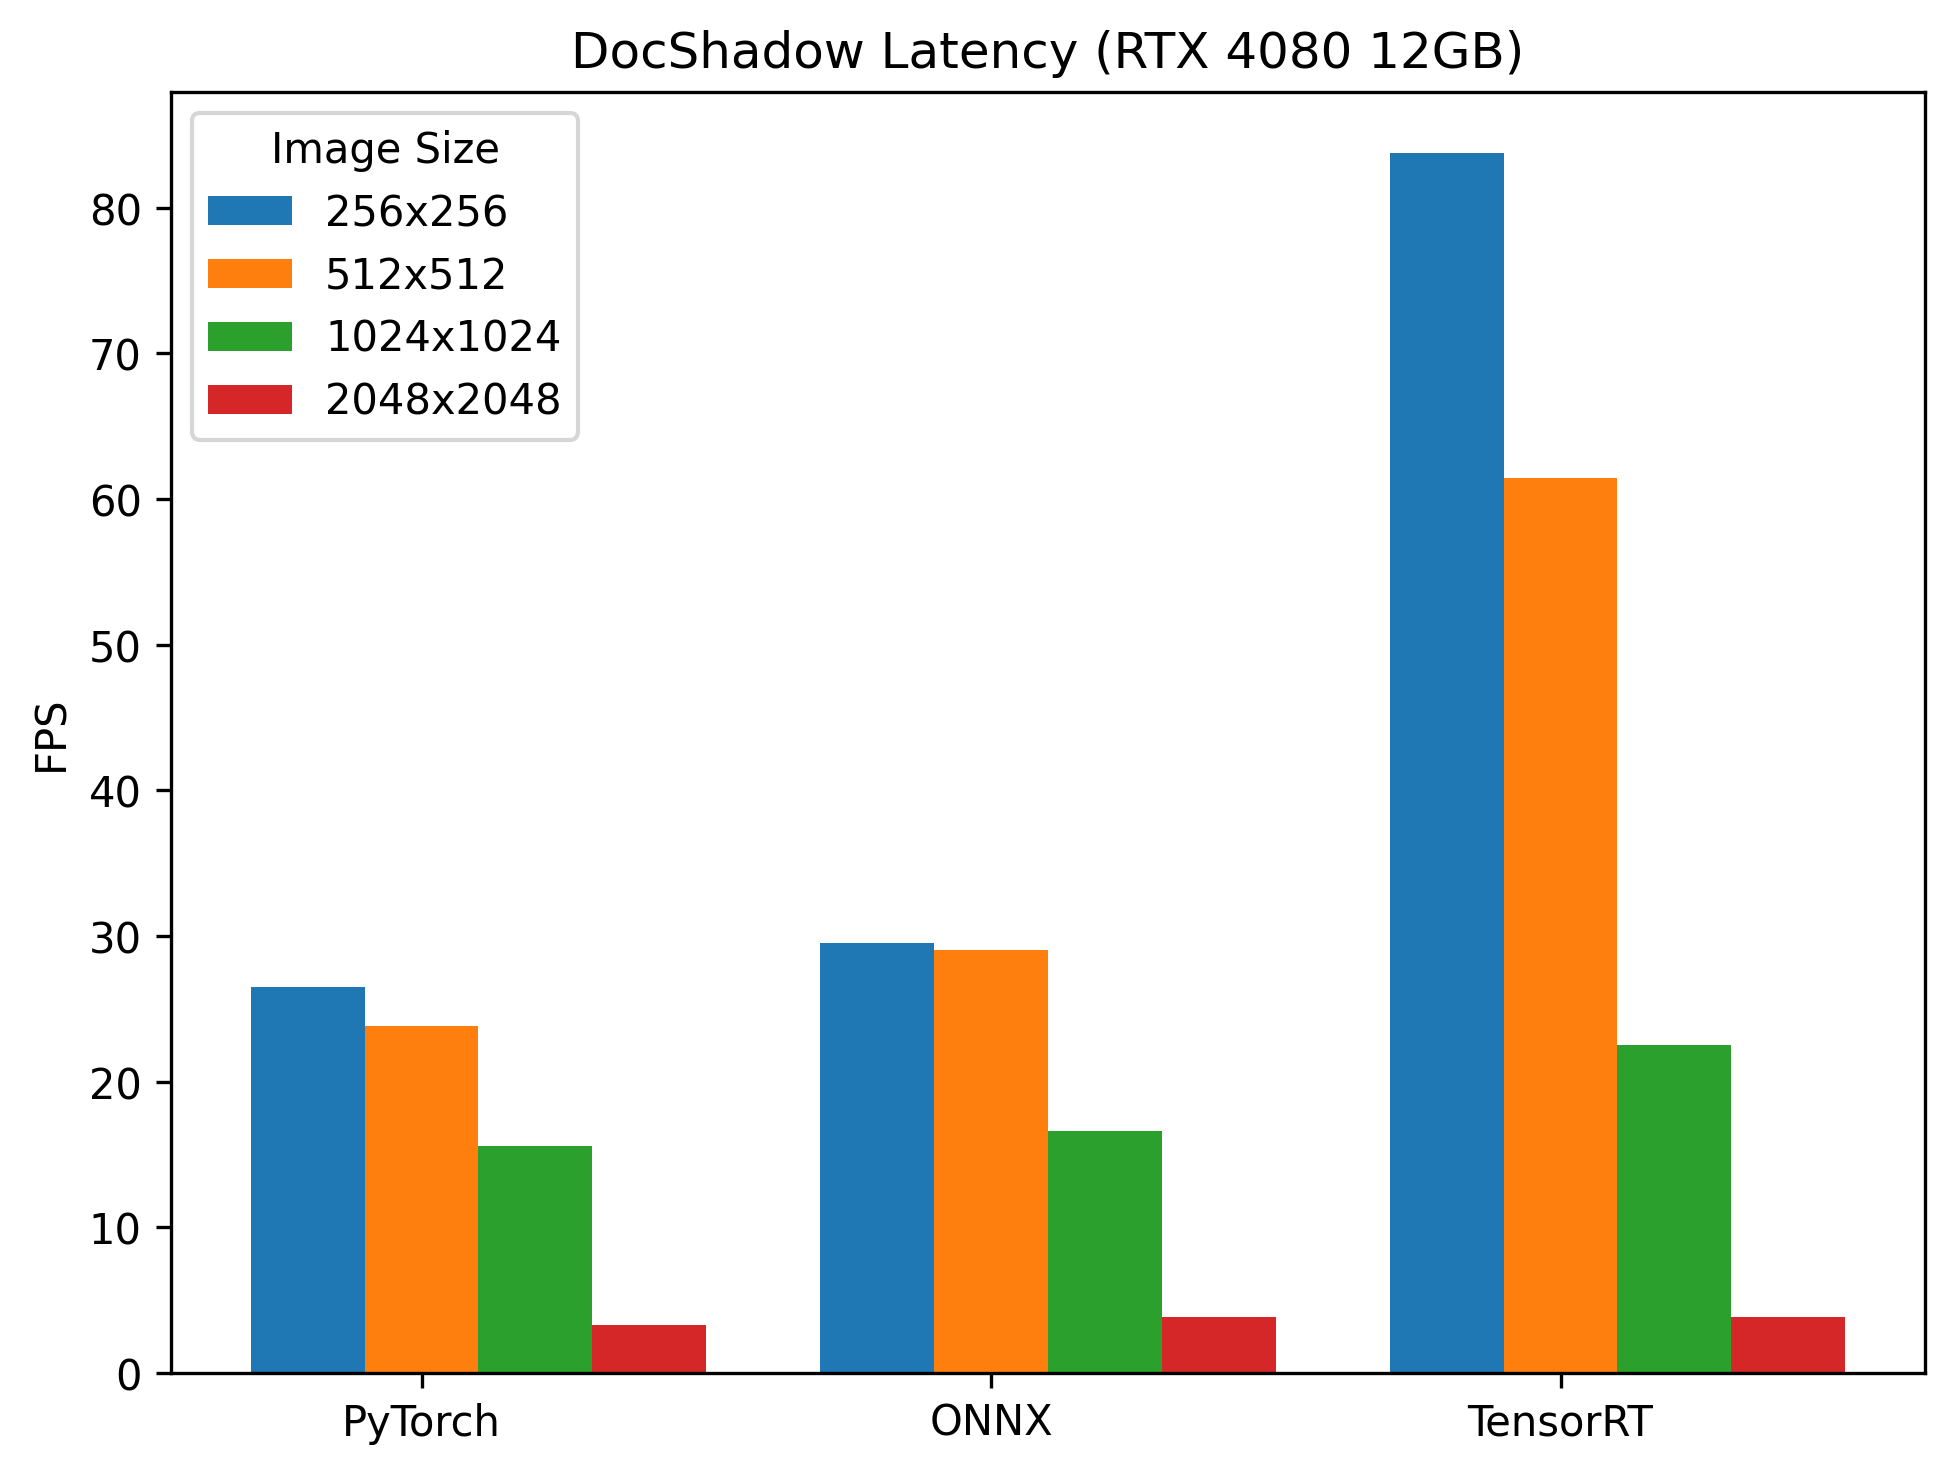 DocShadow Latency (RTX 4080 12GB)
Image Size
256x256
512x512
1024x1024
2048x2048
80
70
60
50
40
30
20
10
0
FPS
PyTorch
ONNX
TensorRT